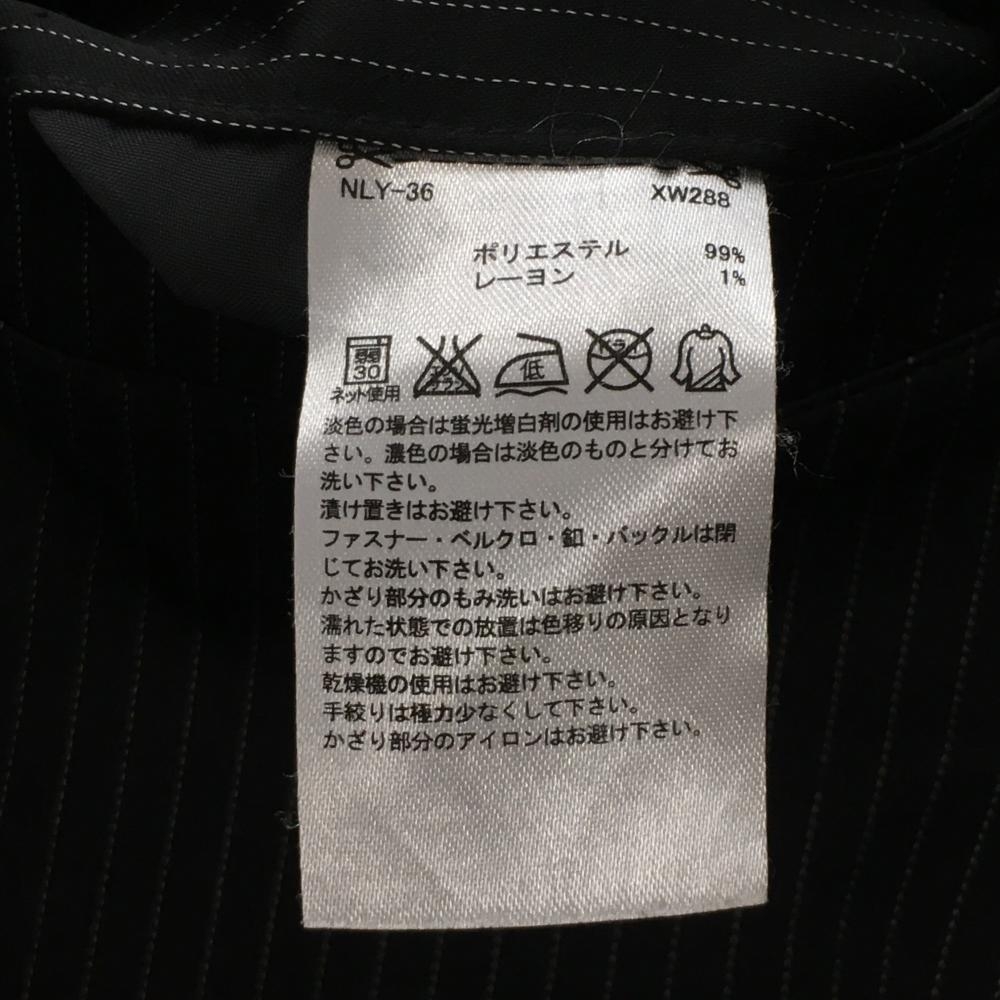 NLY-36 XW288
ポリエステル 99%
レーヨン 1%
弱 30 低 ドライ
ネット使用
淡色の場合は蛍光増白剤の使用はお避け下
さい。濃色の場合は淡色のものと分けてお
洗い下さい。
漬け置きはお避け下さい。
ファスナー・ベルクロ・釦・バックルは閉
じてお洗い下さい。
かざり部分のもみ洗いはお避け下さい。
濡れた状態での放置は色移りの原因となり
ますのでお避け下さい。
乾燥機の使用はお避け下さい。
手絞りは極力少なくして下さい。
かざり部分のアイロンはお避け下さい。